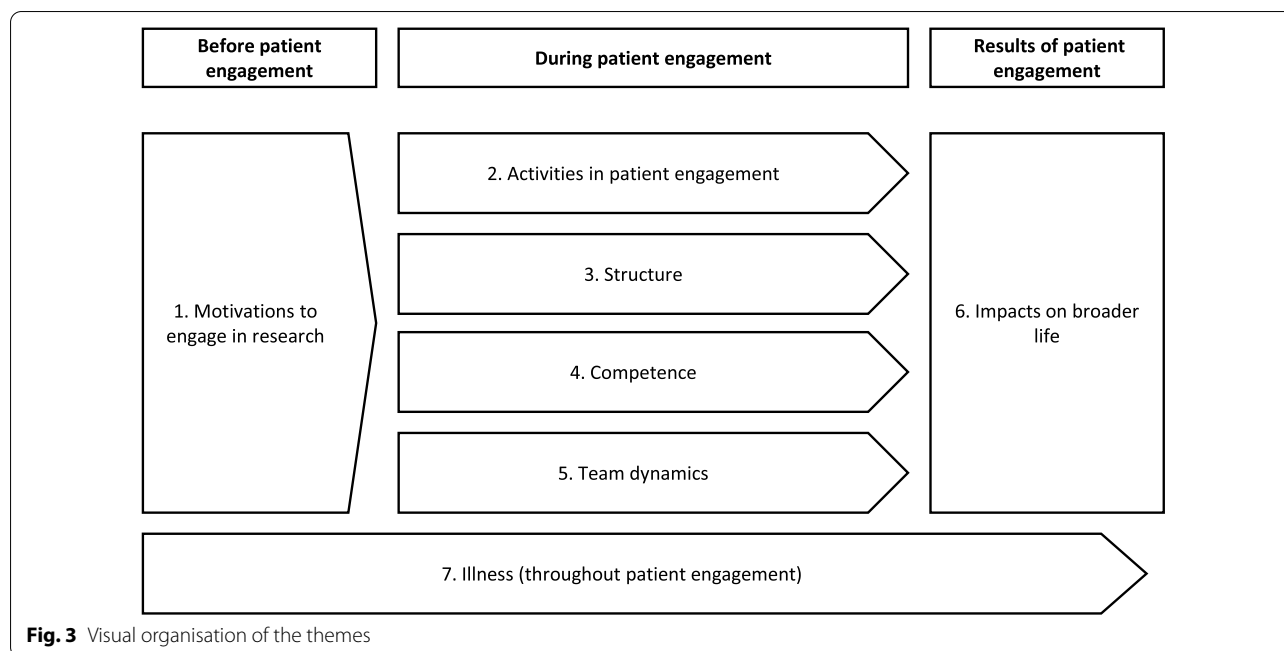 Before patient
engagement
During patient engagement
Results of patient
engagement
1. Motivations to
engage in research
2. Activities in patient engagement
3. Structure
4. Competence
5. Team dynamics
6. Impacts on broader
life
7. Illness (throughout patient engagement)
Fig. 3 Visual organisation of the themes